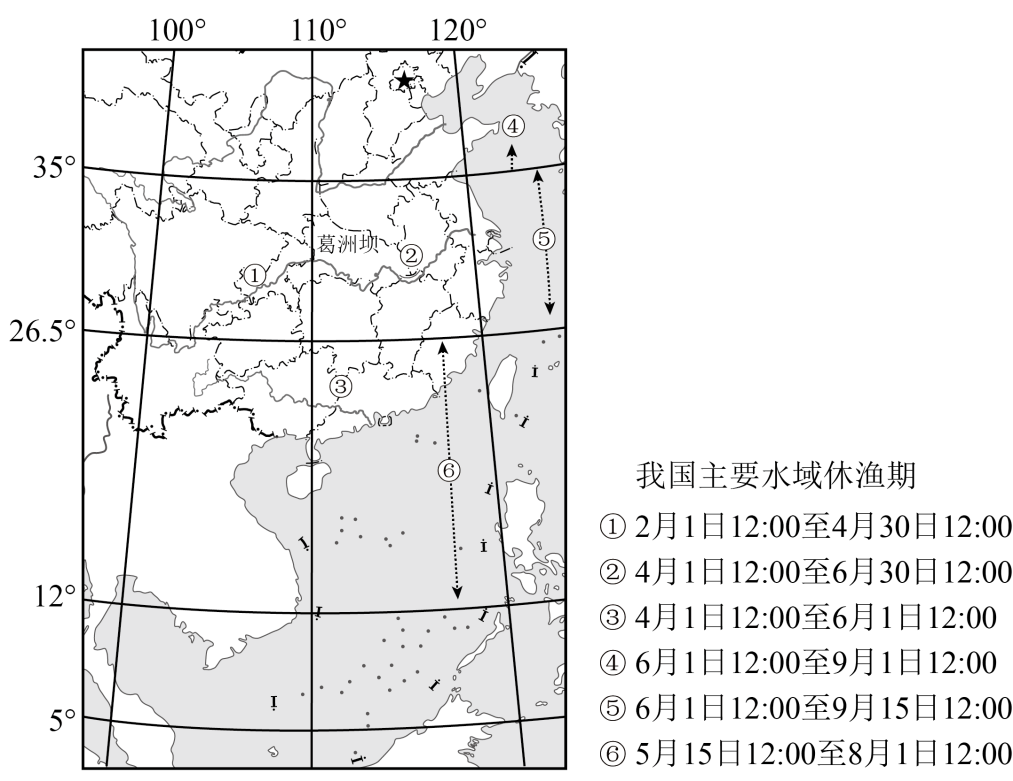 100° 110° 120°
④
35°
⑤
葛洲坝
②
①
26.5°
③
⑥
12°
5°
我国主要水域休渔期
① 2月1日12:00至4月30日12:00
② 4月1日12:00至6月30日12:00
③ 4月1日12:00至6月1日12:00
④ 6月1日12:00至9月1日12:00
⑤ 6月1日12:00至9月15日12:00
⑥ 5月15日12:00至8月1日12:00